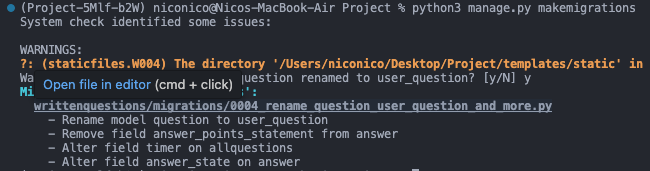 (Project-5Mlf-b2W) niconico@Nicos-MacBook-Air Project % python3 manage.py makemigrations
System check identified some issues:
WARNINGS:
?: (staticfiles.W004) The directory '/Users/niconico/Desktop/Project/templates/static' in
Wa
Open file in editor (cmd + click)
uestion renamed to user_question? [y/N] y
Mi
s':
writtenquestions/migrations/0004_rename_question_user_question_and_more.py
- Rename model question to user_question
- Remove field answer_points_statement from answer
- Alter field timer on allquestions
- Alter field answer_state on answer